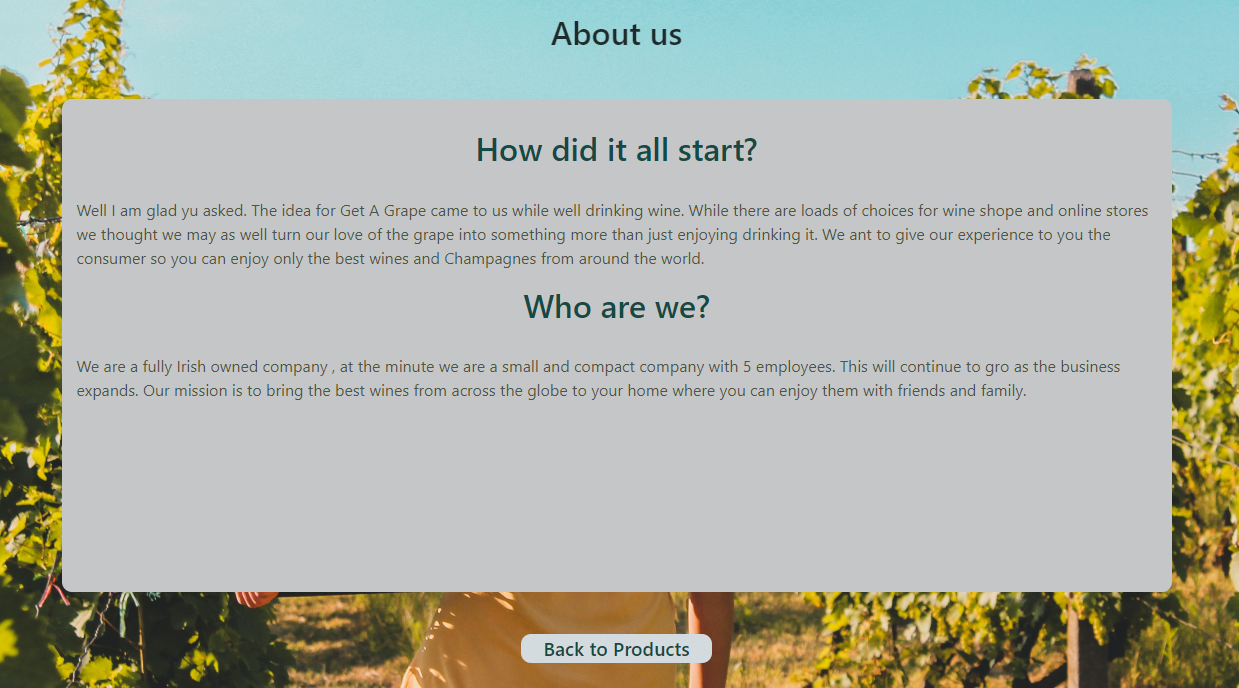 About us
How did it all start?
Well I am glad yu asked. The idea for Get A Grape came to us while well drinking wine. While there are loads of choices for wine shope and online stores
we thought we may as well turn our love of the grape into something more than just enjoying drinking it. We ant to give our experience to you the
consumer so you can enjoy only the best wines and Champagnes from around the world.
Who are we?
We are a fully Irish owned company , at the minute we are a small and compact company with 5 employees. This will continue to gro as the business
expands. Our mission is to bring the best wines from across the globe to your home where you can enjoy them with friends and family.
Back to Products